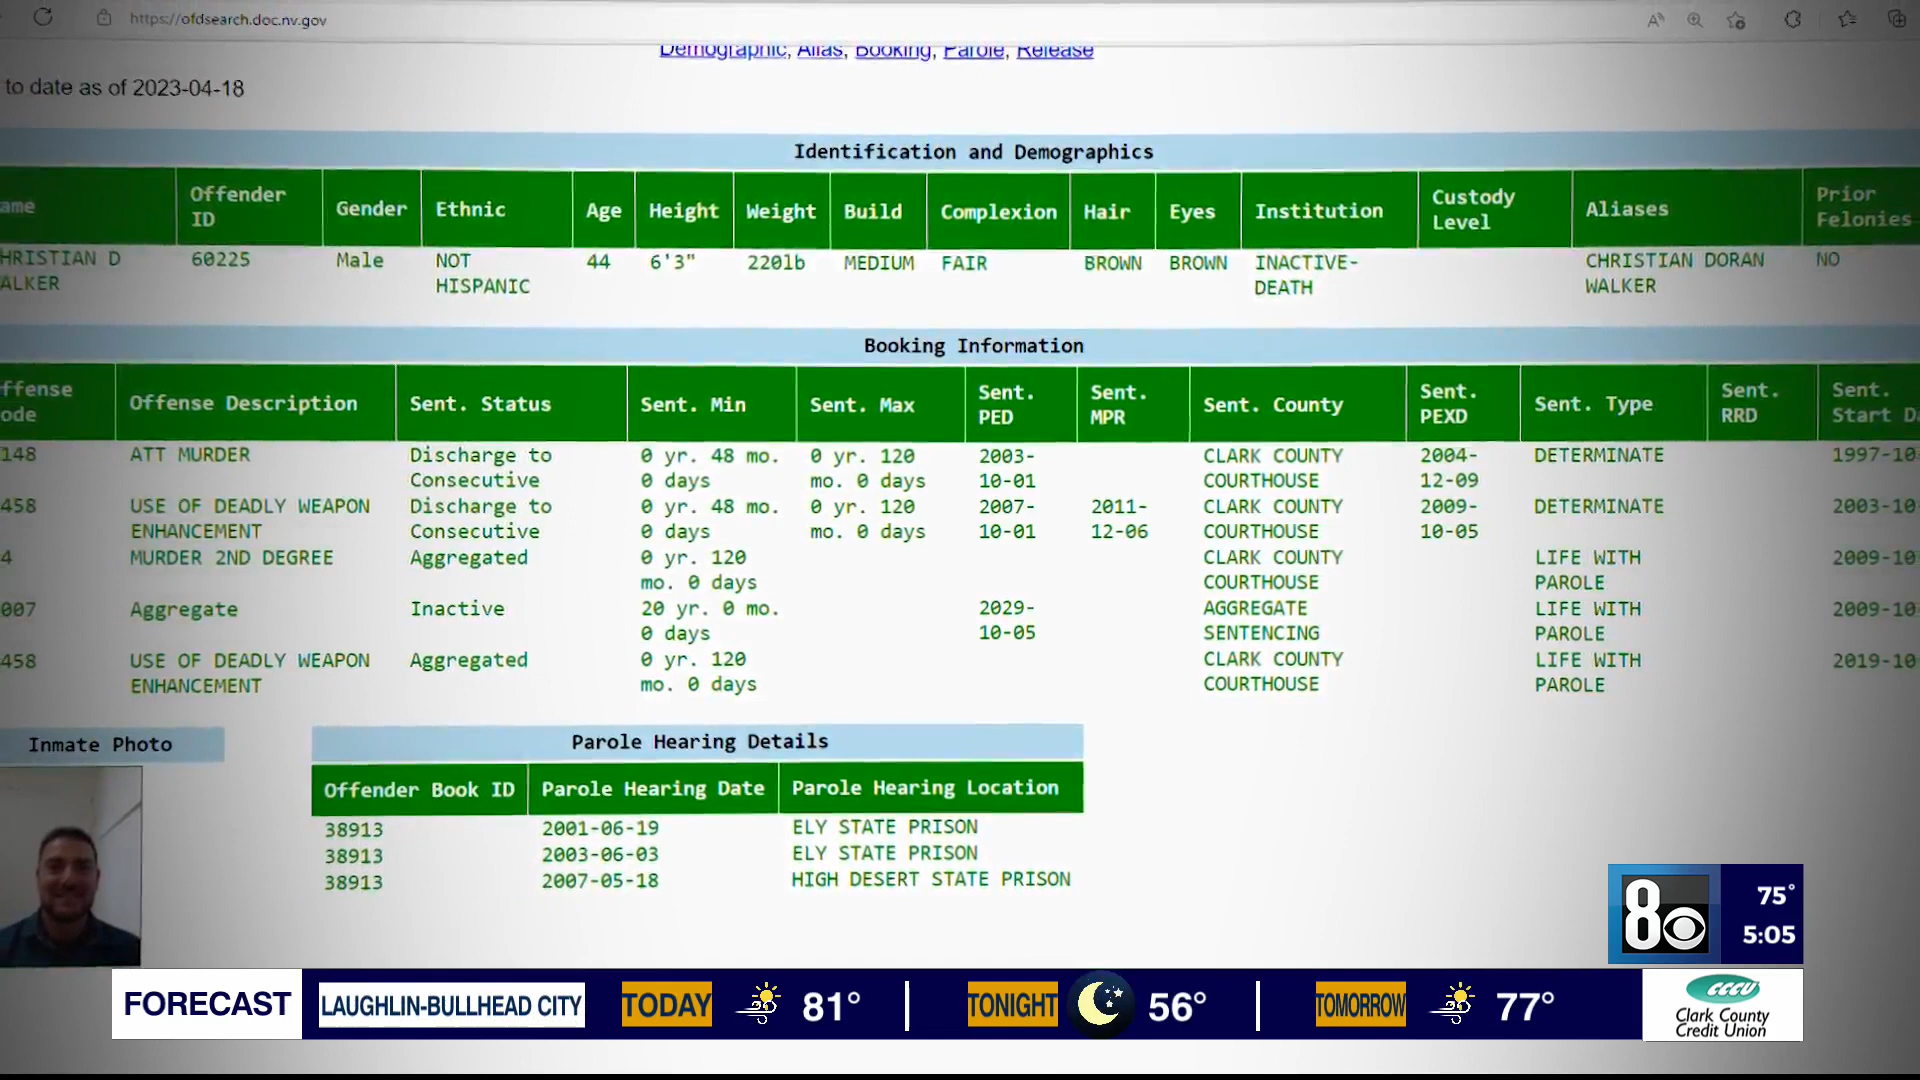 https://ofdsearch.doc.nv.gov
Demographic, Alias, Booking, Parole, Release
to date as of 2023-04-18
Identification and Demographics
ame Offender ID Gender Ethnic Age Height Weight Build Complexion Hair Eyes Institution Custody Level Aliases Prior Felonies
HRISTIAN D ALKER 60225 Male NOT HISPANIC 44 6'3" 220lb MEDIUM FAIR BROWN BROWN INACTIVE-DEATH CHRISTIAN DORAN WALKER NO
Booking Information
ffense ode Offense Description Sent. Status Sent. Min Sent. Max Sent. PED Sent. MPR Sent. County Sent. PEXD Sent. Type Sent. RRD Sent. Start Da
148 ATT MURDER Discharge to Consecutive 0 yr. 48 mo. 0 days 0 yr. 120 mo. 0 days 2003-10-01 CLARK COUNTY COURTHOUSE 2004-12-09 DETERMINATE 1997-10
458 USE OF DEADLY WEAPON ENHANCEMENT Discharge to Consecutive 0 yr. 48 mo. 0 days 0 yr. 120 mo. 0 days 2007-10-01 2011-12-06 CLARK COUNTY COURTHOUSE 2009-10-05 DETERMINATE 2003-10
4 MURDER 2ND DEGREE Aggregated 0 yr. 120 mo. 0 days CLARK COUNTY COURTHOUSE LIFE WITH PAROLE 2009-10
007 Aggregate Inactive 20 yr. 0 mo. 0 days 2029-10-05 AGGREGATE SENTENCING LIFE WITH PAROLE 2009-10
458 USE OF DEADLY WEAPON ENHANCEMENT Aggregated 0 yr. 120 mo. 0 days CLARK COUNTY COURTHOUSE LIFE WITH PAROLE 2019-10
Inmate Photo
Parole Hearing Details
Offender Book ID Parole Hearing Date Parole Hearing Location
38913 2001-06-19 ELY STATE PRISON
38913 2003-06-03 ELY STATE PRISON
38913 2007-05-18 HIGH DESERT STATE PRISON
8 75°
5:05
FORECAST LAUGHLIN-BULLHEAD CITY TODAY 81° TONIGHT 56° TOMORROW 77°
CCCU
Clark County
Credit Union